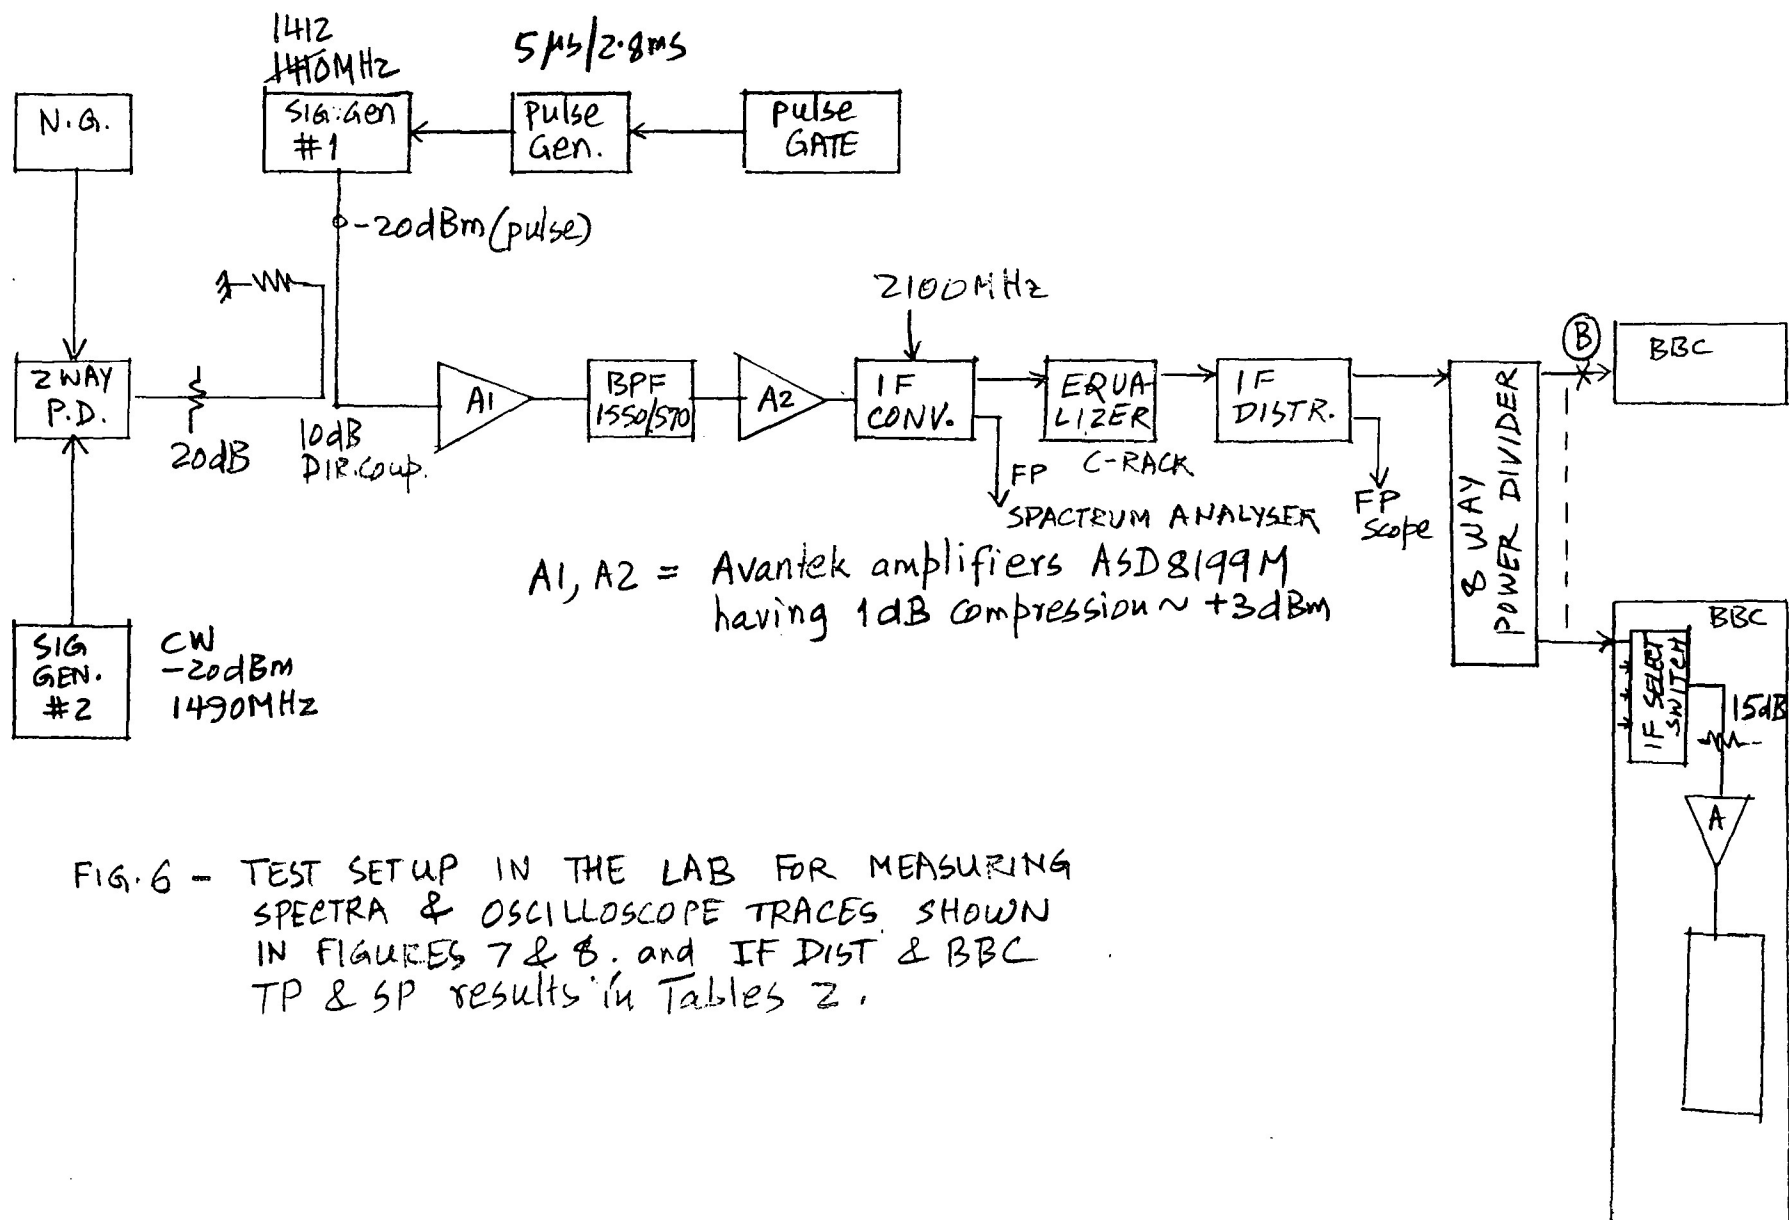 1412
1410MHz
5 μs/2.8ms
N.G.
SIG.Gen
#1
Pulse
Gen.
Pulse
GATE
-20dBm (pulse)
2100MHz
2 WAY
P.D.
20dB
10dB
DIR.Coup.
A1
BPF
1550/570
A2
IF
CONV.
EQUA-
LIZER
C-RACK
IF
DISTR.
FP
SPACTRUM ANALYSER
FP
Scope
8 WAY
POWER DIVIDER
B
BBC
A1, A2 = Avantek amplifiers ASD8199M
having 1dB compression ~ +3dBm
SIG
GEN.
#2
CW
-20dBm
1490MHz
BBC
IF SELECT
SWITCH
15dB
A
FIG. 6 - TEST SETUP IN THE LAB FOR MEASURING
SPECTRA & OSCILLOSCOPE TRACES SHOWN
IN FIGURES 7 & 8. and IF DIST & BBC
TP & SP results in Tables 2.